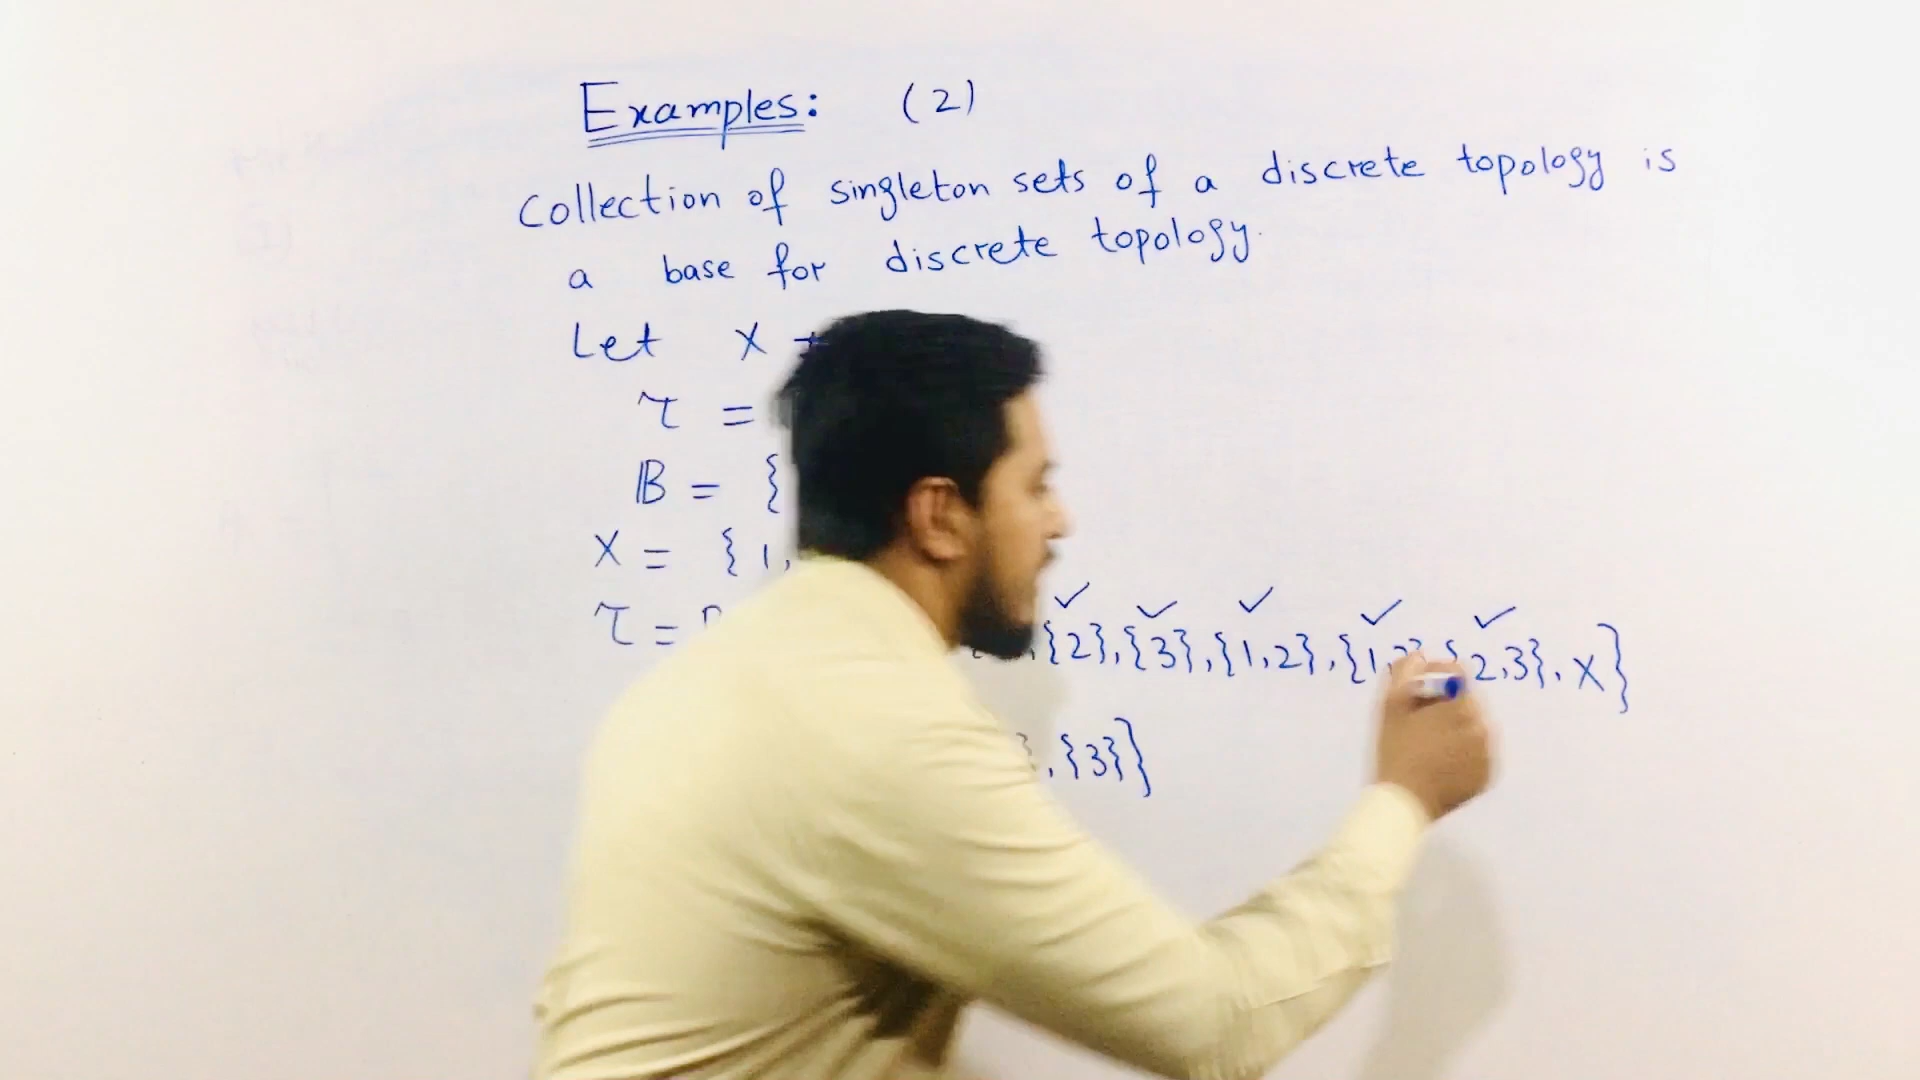 Examples: (2)
Collection of singleton sets of a discrete topology is
a base for discrete topology.
Let X
τ =
𝔹 = {
X = {1,
τ = {2}, {3}, {1,2}, {1, 2,3}, X}
, {3}}